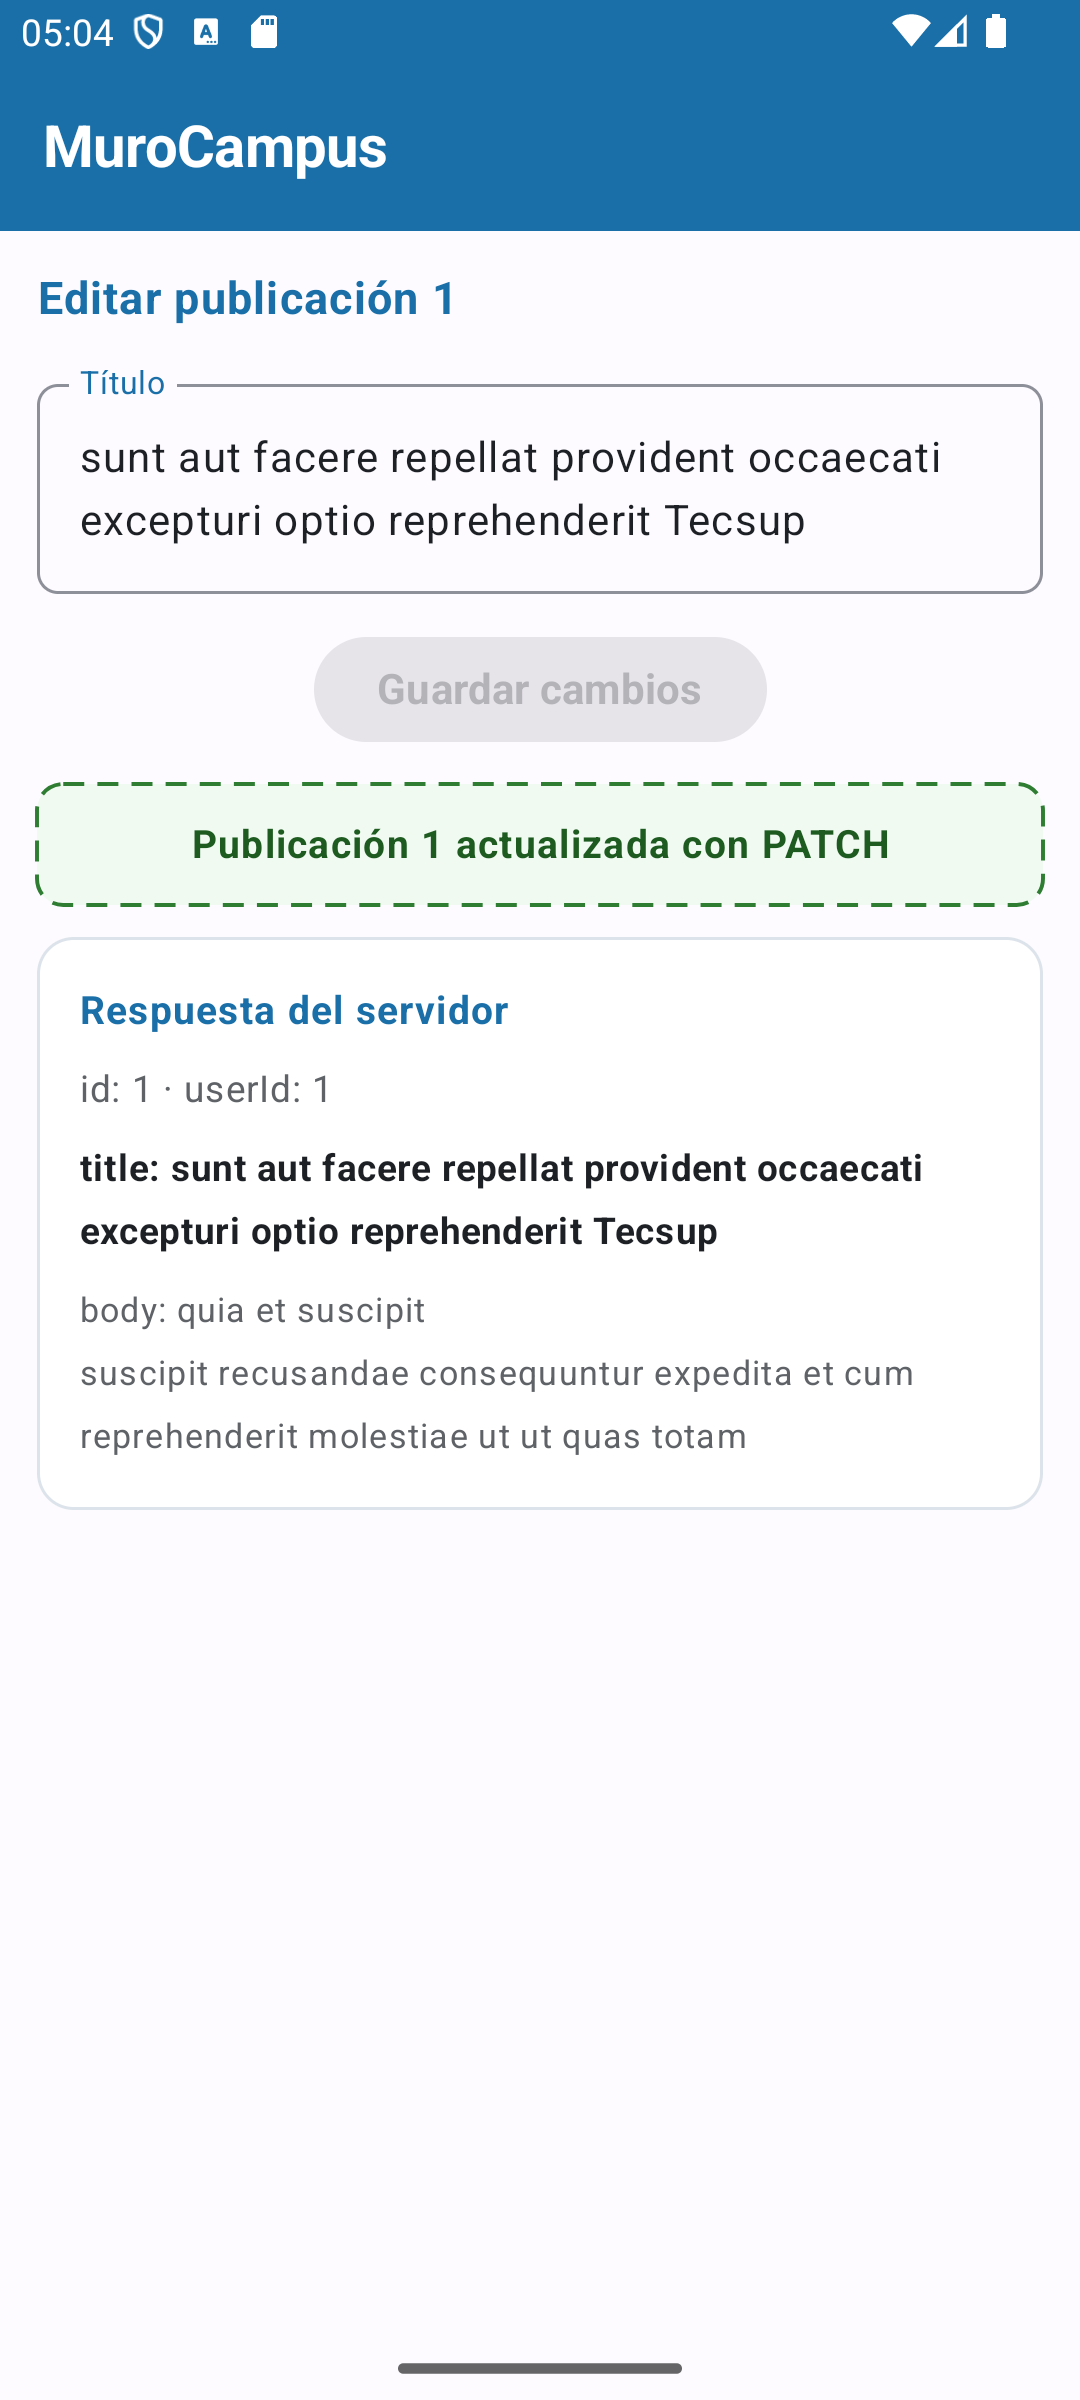 05:04
MuroCampus
Editar publicación 1
Título
sunt aut facere repellat provident occaecati
excepturi optio reprehenderit Tecsup
Guardar cambios
Publicación 1 actualizada con PATCH
Respuesta del servidor
id: 1 · userId: 1
title: sunt aut facere repellat provident occaecati
excepturi optio reprehenderit Tecsup
body: quia et suscipit
suscipit recusandae consequuntur expedita et cum
reprehenderit molestiae ut ut quas totam